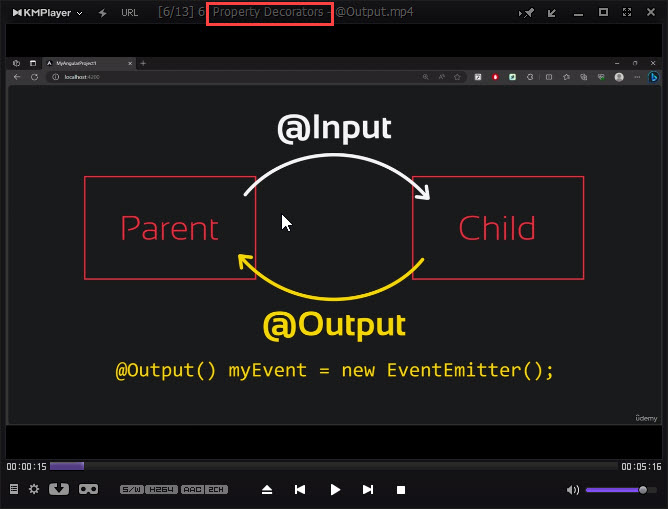 KMPlayer URL [6/13] 6. Property Decorators - @Output.mp4
MyAngularProject1
localhost:4200
@Input
Parent
Child
@Output
@Output() myEvent = new EventEmitter();
ûdemy
00:00:15
00:05:16
S/W H264 AAC 2CH